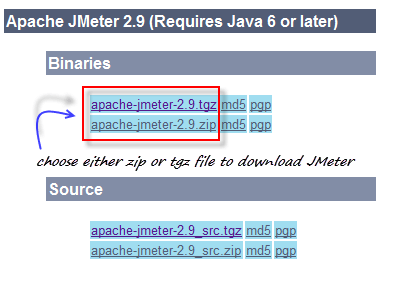 Apache JMeter 2.9 (Requires Java 6 or later)
Binaries
apache-jmeter-2.9.tgz md5 pgp
apache-jmeter-2.9.zip md5 pgp
choose either zip or tgz file to download JMeter
Source
apache-jmeter-2.9_src.tgz md5 pgp
apache-jmeter-2.9_src.zip md5 pgp